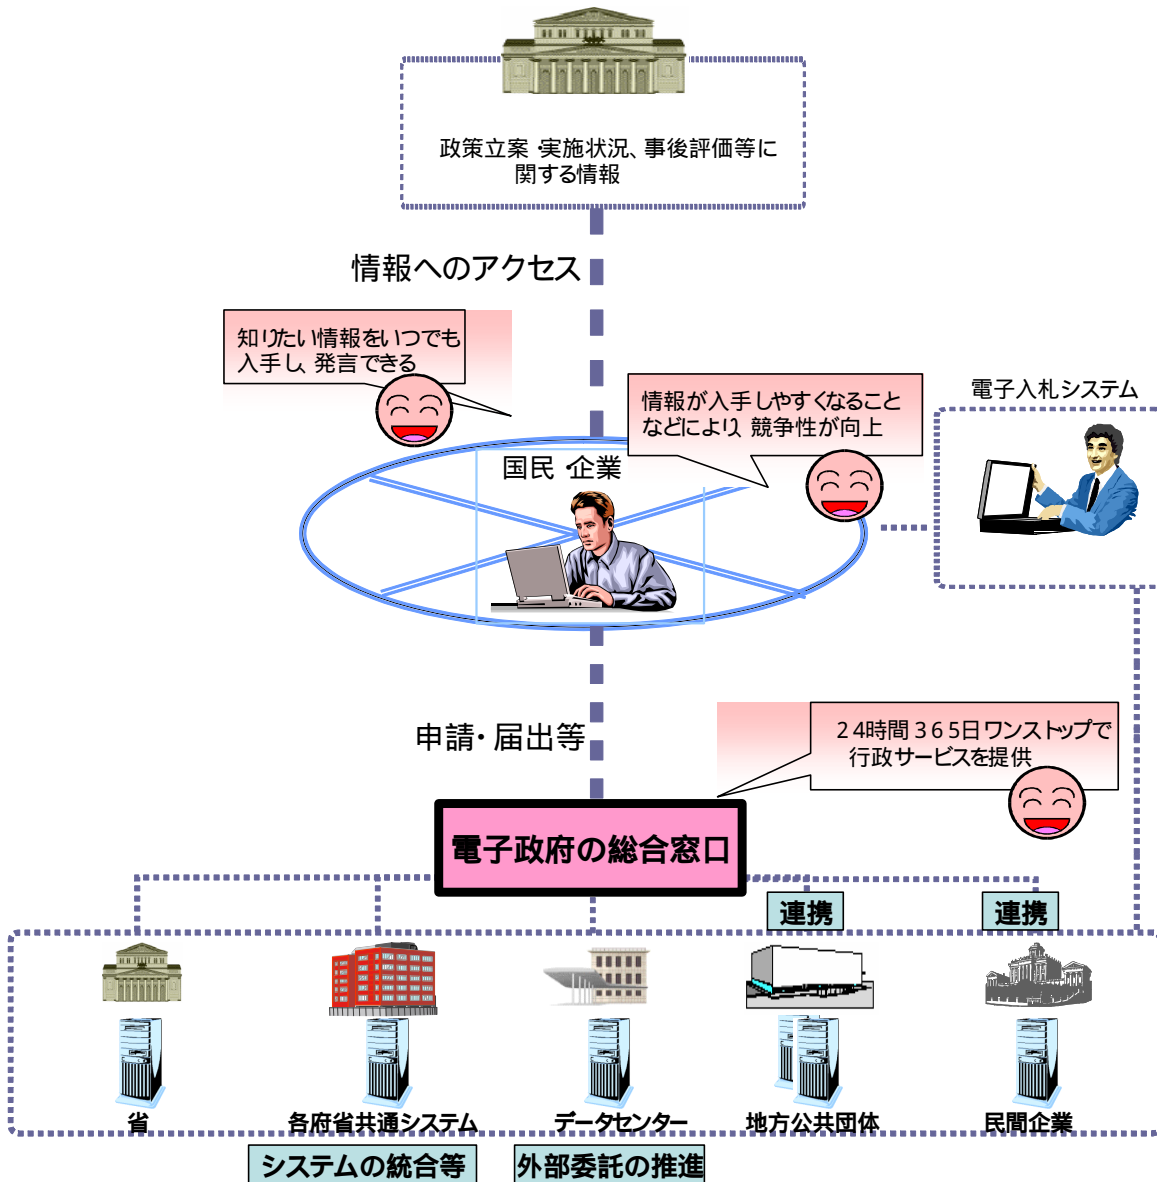 政策立案・実施状況、事後評価等に
関する情報
情報へのアクセス
知りたい情報をいつでも
入手し、発言できる
情報が入手しやすくなること
などにより、競争性が向上
電子入札システム
国民・企業
申請・届出等
24時間365日ワンストップで
行政サービスを提供
電子政府の総合窓口
連携
連携
省
各府省共通システム
データセンター
地方公共団体
民間企業
システムの統合等
外部委託の推進